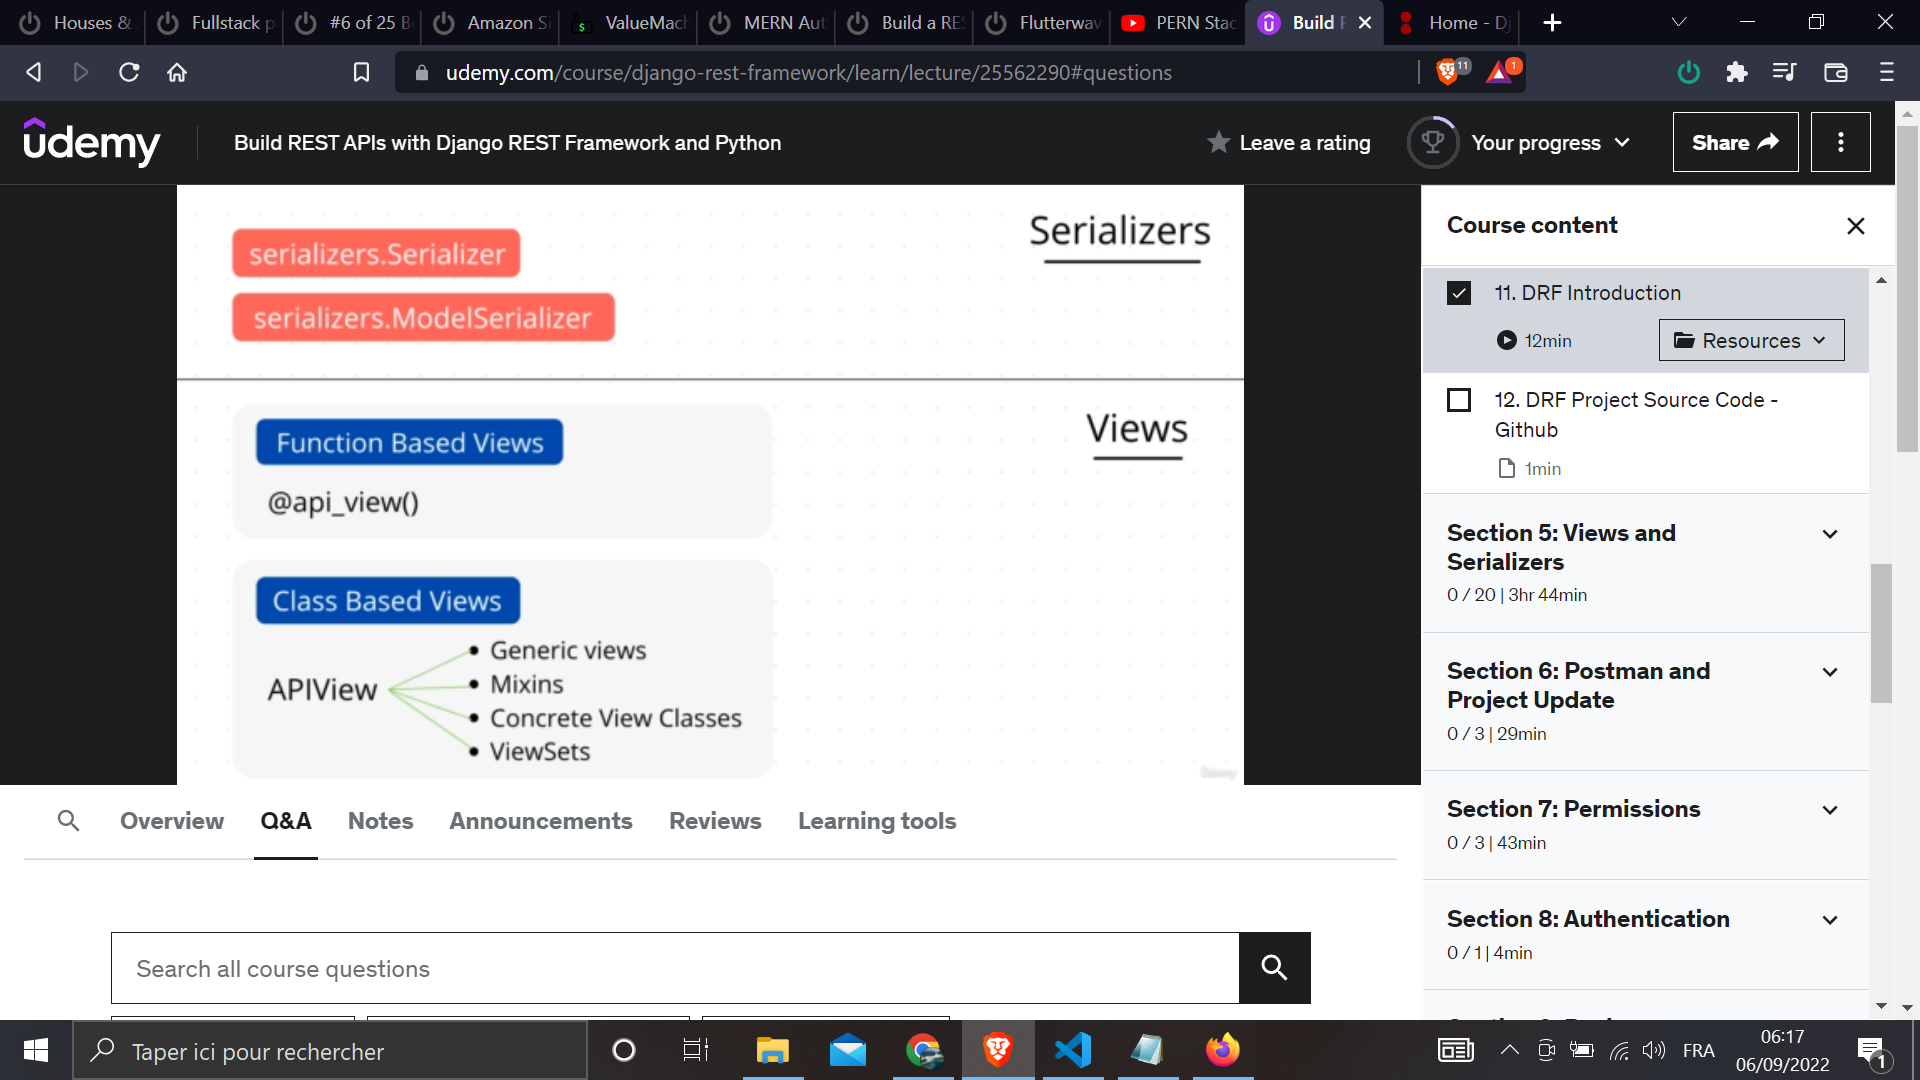 Houses &
Fullstack p
#6 of 25 B
Amazon Si
ValueMach
MERN Aut
Build a RES
Flutterwav
PERN Stac
Build R
Home - Dj
udemy.com/course/django-rest-framework/learn/lecture/25562290#questions
11
1
udemy
Build REST APIs with Django REST Framework and Python
Leave a rating
Your progress
Share
Serializers
serializers.Serializer
serializers.ModelSerializer
Views
Function Based Views
@api_view()
Class Based Views
APIView
Generic views
Mixins
Concrete View Classes
ViewSets
Udemy
Course content
11. DRF Introduction
12min
Resources
12. DRF Project Source Code -
Github
1min
Section 5: Views and
Serializers
0 / 20 | 3hr 44min
Section 6: Postman and
Project Update
0 / 3 | 29min
Section 7: Permissions
0 / 3 | 43min
Section 8: Authentication
0 / 1 | 4min
Overview
Q&A
Notes
Announcements
Reviews
Learning tools
Search all course questions
Taper ici pour rechercher
FRA
06:17
06/09/2022
1